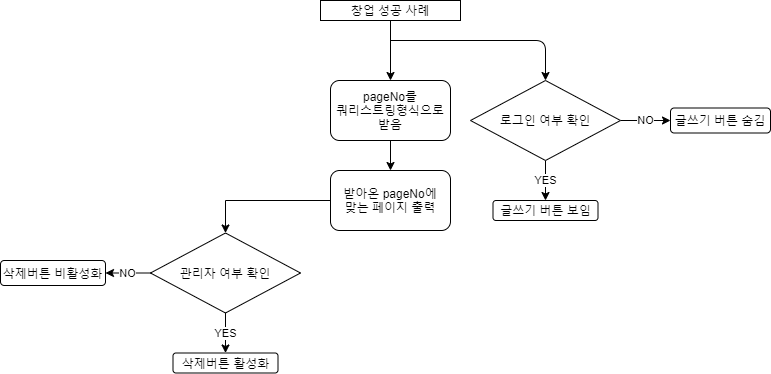 창업 성공 사례
pageNo를
쿼리스트링형식으로
받음
로그인 여부 확인
NO
글쓰기 버튼 숨김
YES
글쓰기 버튼 보임
받아온 pageNo에
맞는 페이지 출력
관리자 여부 확인
NO
삭제버튼 비활성화
YES
삭제버튼 활성화